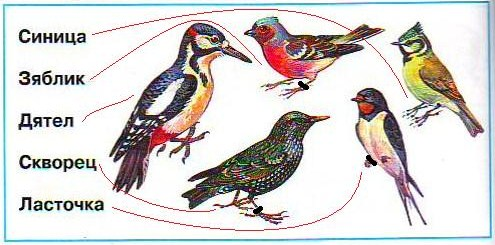 Синица
Зяблик
Дятел
Скворец
Ласточка